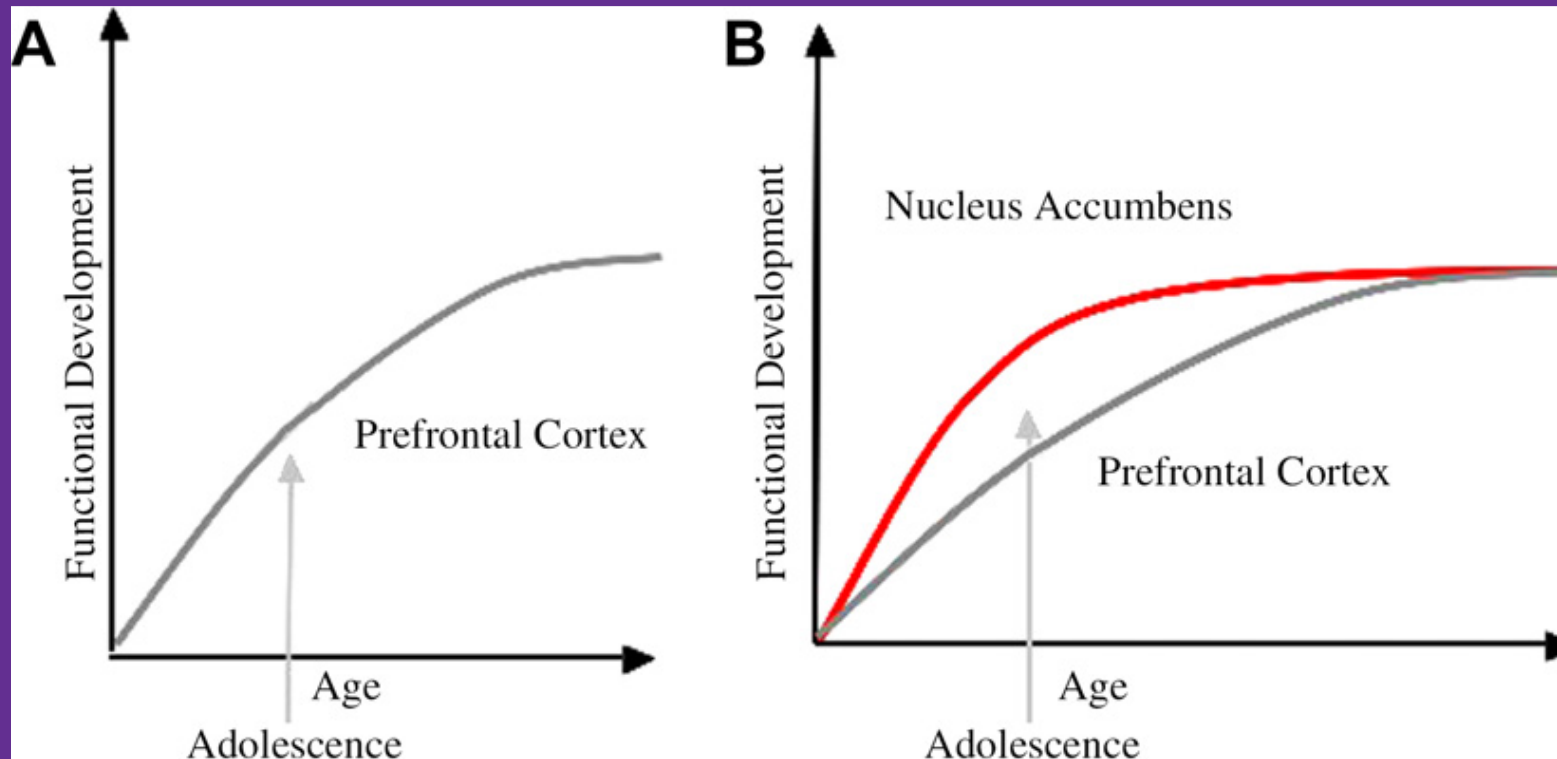 A
Functional Development
Prefrontal Cortex
Age
Adolescence
B
Functional Development
Nucleus Accumbens
Prefrontal Cortex
Age
Adolescence